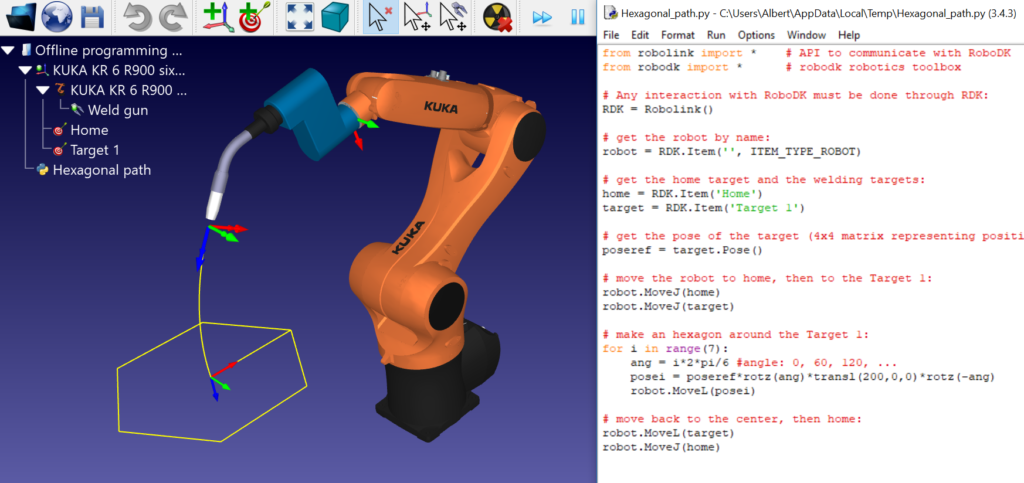 Offline programming ...
KUKA KR 6 R900 six...
KUKA KR 6 R900 ...
Weld gun
Home
Target 1
Hexagonal path
KUKA
KUKA
Hexagonal_path.py - C:\Users\Albert\AppData\Local\Temp\Hexagonal_path.py (3.4.3)
File Edit Format Run Options Window Help
from robolink import *    # API to communicate with RoboDK
from robodk import *      # robodk robotics toolbox

# Any interaction with RoboDK must be done through RDK:
RDK = Robolink()

# get the robot by name:
robot = RDK.Item('', ITEM_TYPE_ROBOT)

# get the home target and the welding targets:
home = RDK.Item('Home')
target = RDK.Item('Target 1')

# get the pose of the target (4x4 matrix representing positi
poseref = target.Pose()

# move the robot to home, then to the Target 1:
robot.MoveJ(home)
robot.MoveJ(target)

# make an hexagon around the Target 1:
for i in range(7):
    ang = i*2*pi/6 #angle: 0, 60, 120, ...
    posei = poseref*rotz(ang)*transl(200,0,0)*rotz(-ang)
    robot.MoveL(posei)

# move back to the center, then home:
robot.MoveL(target)
robot.MoveJ(home)